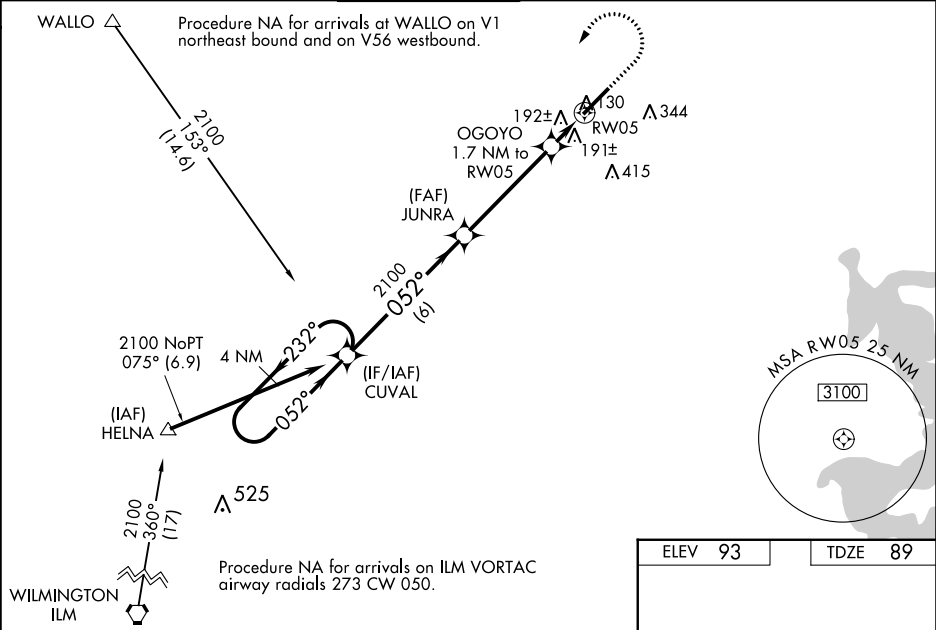 WALLO
Procedure NA for arrivals at WALLO on V1
northeast bound and on V56 westbound.
2100
153°
(14.6)
192±
130
RW05
344
191±
415
OGOYO
1.7 NM to
RW05
(FAF)
JUNRA
2100
052°
(6)
2100 NoPT
075° (6.9)
4 NM
232°
052°
(IF/IAF)
CUVAL
(IAF)
HELNA
MSA RW05 25 NM
3100
525
2100
360°
(17)
Procedure NA for arrivals on ILM VORTAC
airway radials 273 CW 050.
WILMINGTON
ILM
ELEV 93
TDZE 89